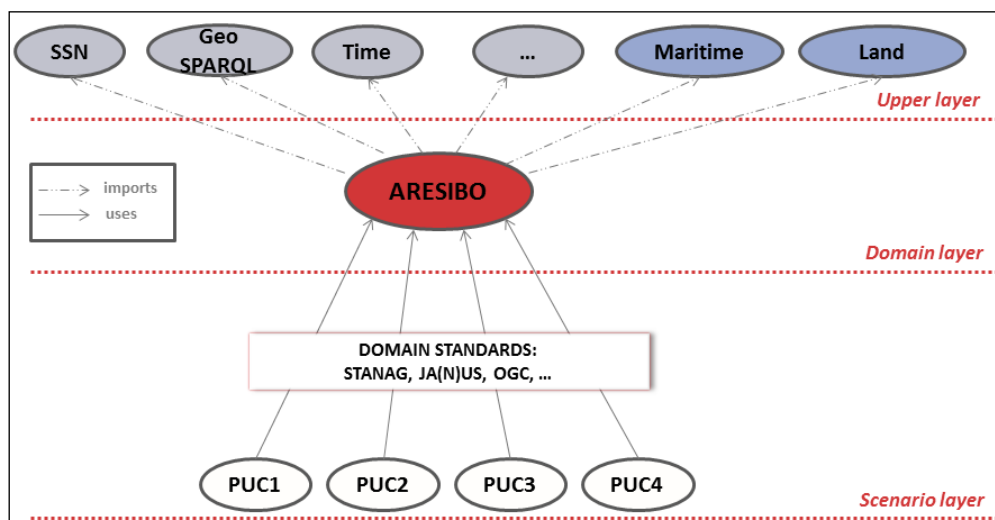 SSN
Geo
SPARQL
Time
...
Maritime
Land
Upper layer
ARESIBO
imports
uses
Domain layer
DOMAIN STANDARDS:
STANAG, JA(N)US, OGC, ...
PUC1
PUC2
PUC3
PUC4
Scenario layer